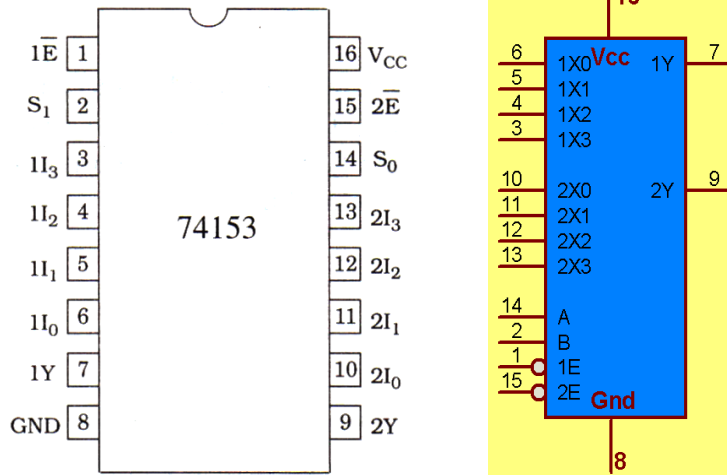 1E̅ 1 16 VCC
S1 2 15 2E̅
1I3 3 14 S0
1I2 4 13 2I3
74153
1I1 5 12 2I2
1I0 6 11 2I1
1Y 7 10 2I0
GND 8 9 2Y
Vcc
6 1X0 1Y 7
5 1X1
4 1X2
3 1X3
10 2X0 2Y 9
11 2X1
12 2X2
13 2X3
14 A
2 B
1 1E
15 2E
Gnd
8